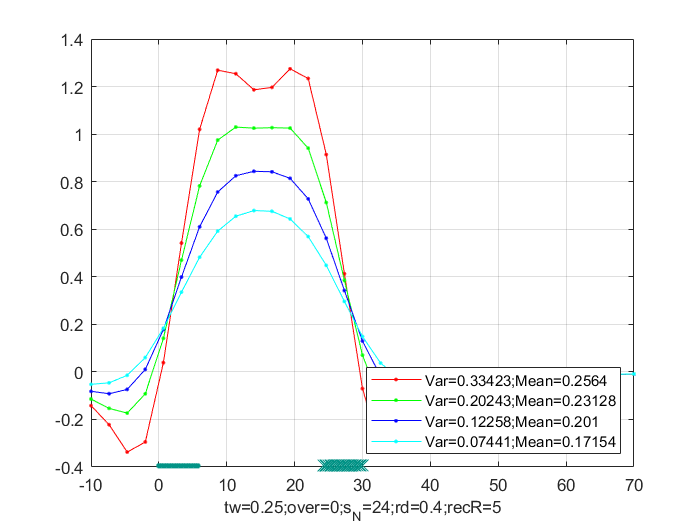 1.4
1.2
1
0.8
0.6
0.4
0.2
0
-0.2
-0.4
-10 0 10 20 30 40 50 60 70
Var=0.33423;Mean=0.2564
Var=0.20243;Mean=0.23128
Var=0.12258;Mean=0.201
Var=0.07441;Mean=0.17154
tw=0.25;over=0;s_N=24;rd=0.4;recR=5